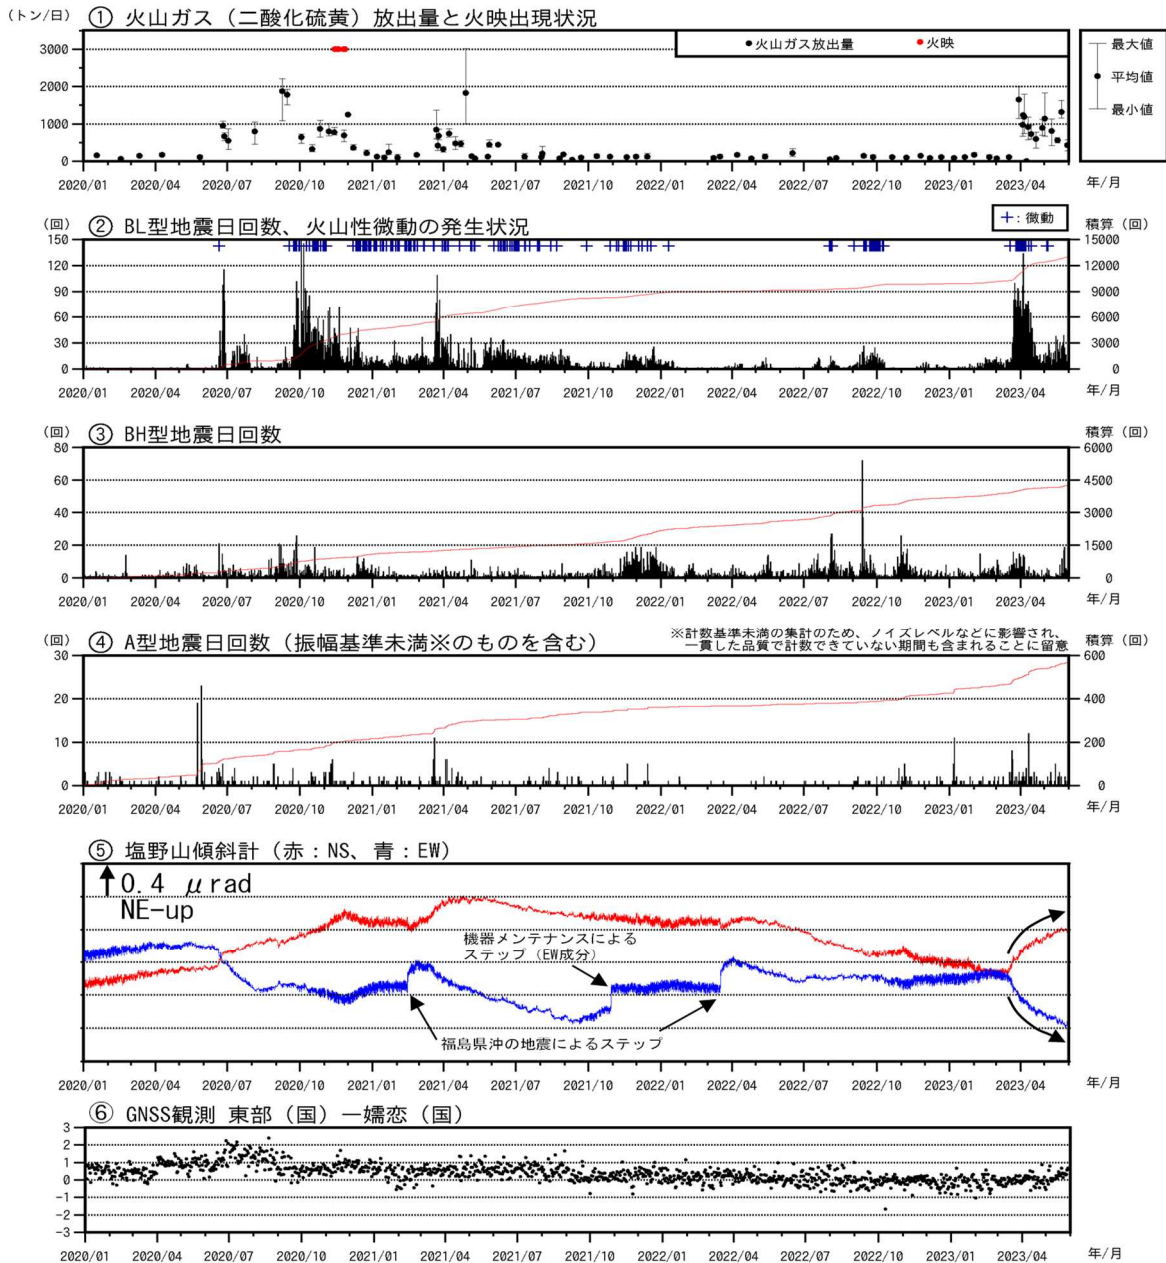 (トン/日) ① 火山ガス（二酸化硫黄）放出量と火映出現状況
●火山ガス放出量 ●火映
最大値
平均値
最小値
3000
2000
1000
0
2020/01 2020/04 2020/07 2020/10 2021/01 2021/04 2021/07 2021/10 2022/01 2022/04 2022/07 2022/10 2023/01 2023/04 年/月
(回) ② BL型地震日回数、火山性微動の発生状況
+：微動
積算（回）
150 15000
120 12000
90 9000
60 6000
30 3000
0 0
2020/01 2020/04 2020/07 2020/10 2021/01 2021/04 2021/07 2021/10 2022/01 2022/04 2022/07 2022/10 2023/01 2023/04 年/月
(回) ③ BH型地震日回数 積算（回）
80 6000
60 4500
40 3000
20 1500
0 0
2020/01 2020/04 2020/07 2020/10 2021/01 2021/04 2021/07 2021/10 2022/01 2022/04 2022/07 2022/10 2023/01 2023/04 年/月
(回) ④ A型地震日回数（振幅基準未満※のものを含む） 積算（回）
※計数基準未満の集計のため、ノイズレベルなどに影響され、
一貫した品質で計数できていない期間も含まれることに留意
30 600
20 400
10 200
0 0
2020/01 2020/04 2020/07 2020/10 2021/01 2021/04 2021/07 2021/10 2022/01 2022/04 2022/07 2022/10 2023/01 2023/04 年/月
⑤ 塩野山傾斜計（赤：NS、青：EW）
0.4 μrad
NE-up
機器メンテナンスによる
ステップ（EW成分）
福島県沖の地震によるステップ
2020/01 2020/04 2020/07 2020/10 2021/01 2021/04 2021/07 2021/10 2022/01 2022/04 2022/07 2022/10 2023/01 2023/04 年/月
⑥ GNSS観測 東部（国）―嬬恋（国）
3
2
1
0
-1
-2
-3
2020/01 2020/04 2020/07 2020/10 2021/01 2021/04 2021/07 2021/10 2022/01 2022/04 2022/07 2022/10 2023/01 2023/04 年/月